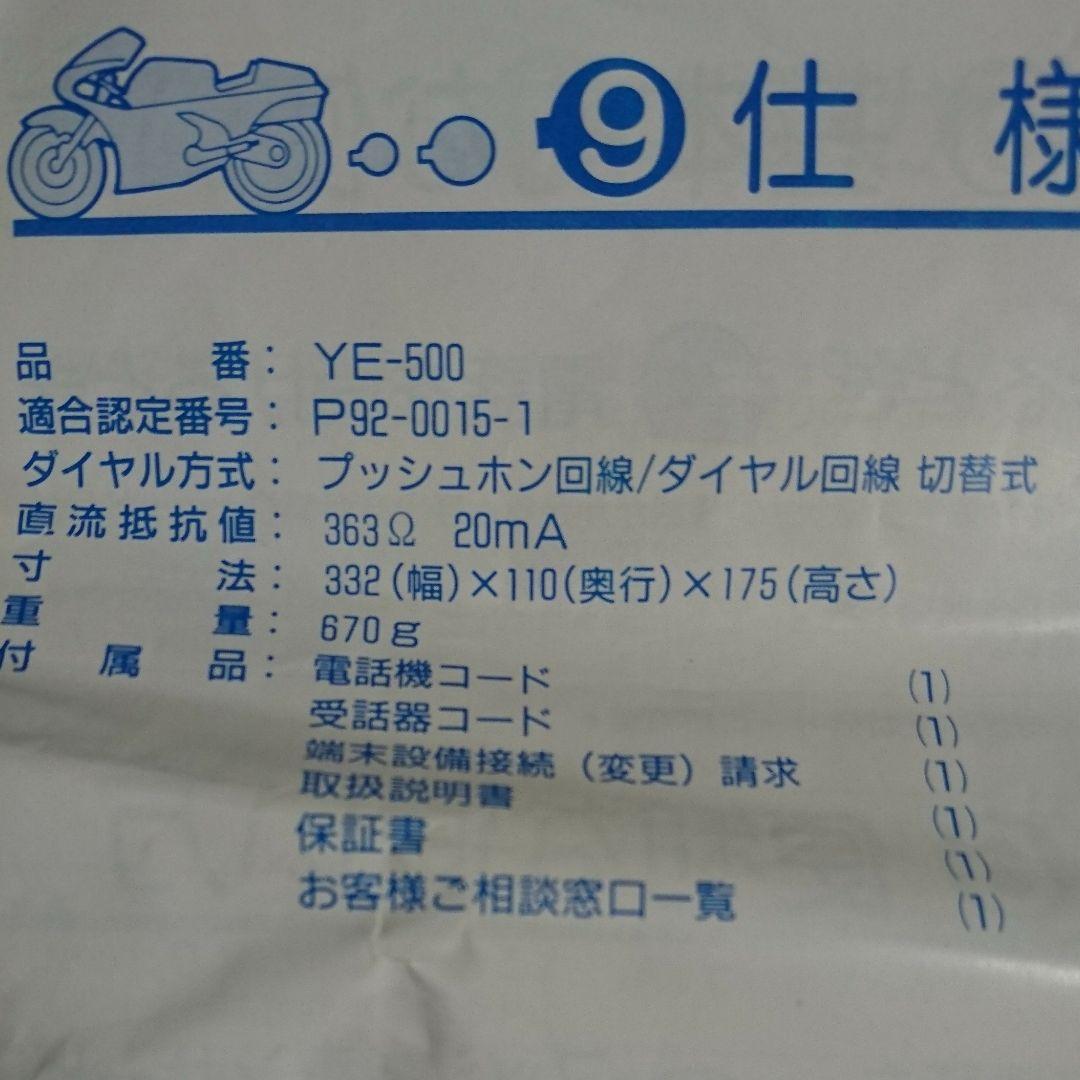 9 仕様
品番： YE-500
適合認定番号： P92-0015-1
ダイヤル方式： プッシュホン回線/ダイヤル回線 切替式
直流抵抗値： 363Ω 20mA
寸法： 332(幅)×110(奥行)×175(高さ)
重量： 670g
付属品： 電話機コード (1)
受話器コード (1)
端末設備接続（変更）請求 (1)
取扱説明書 (1)
保証書 (1)
お客様ご相談窓口一覧 (1)